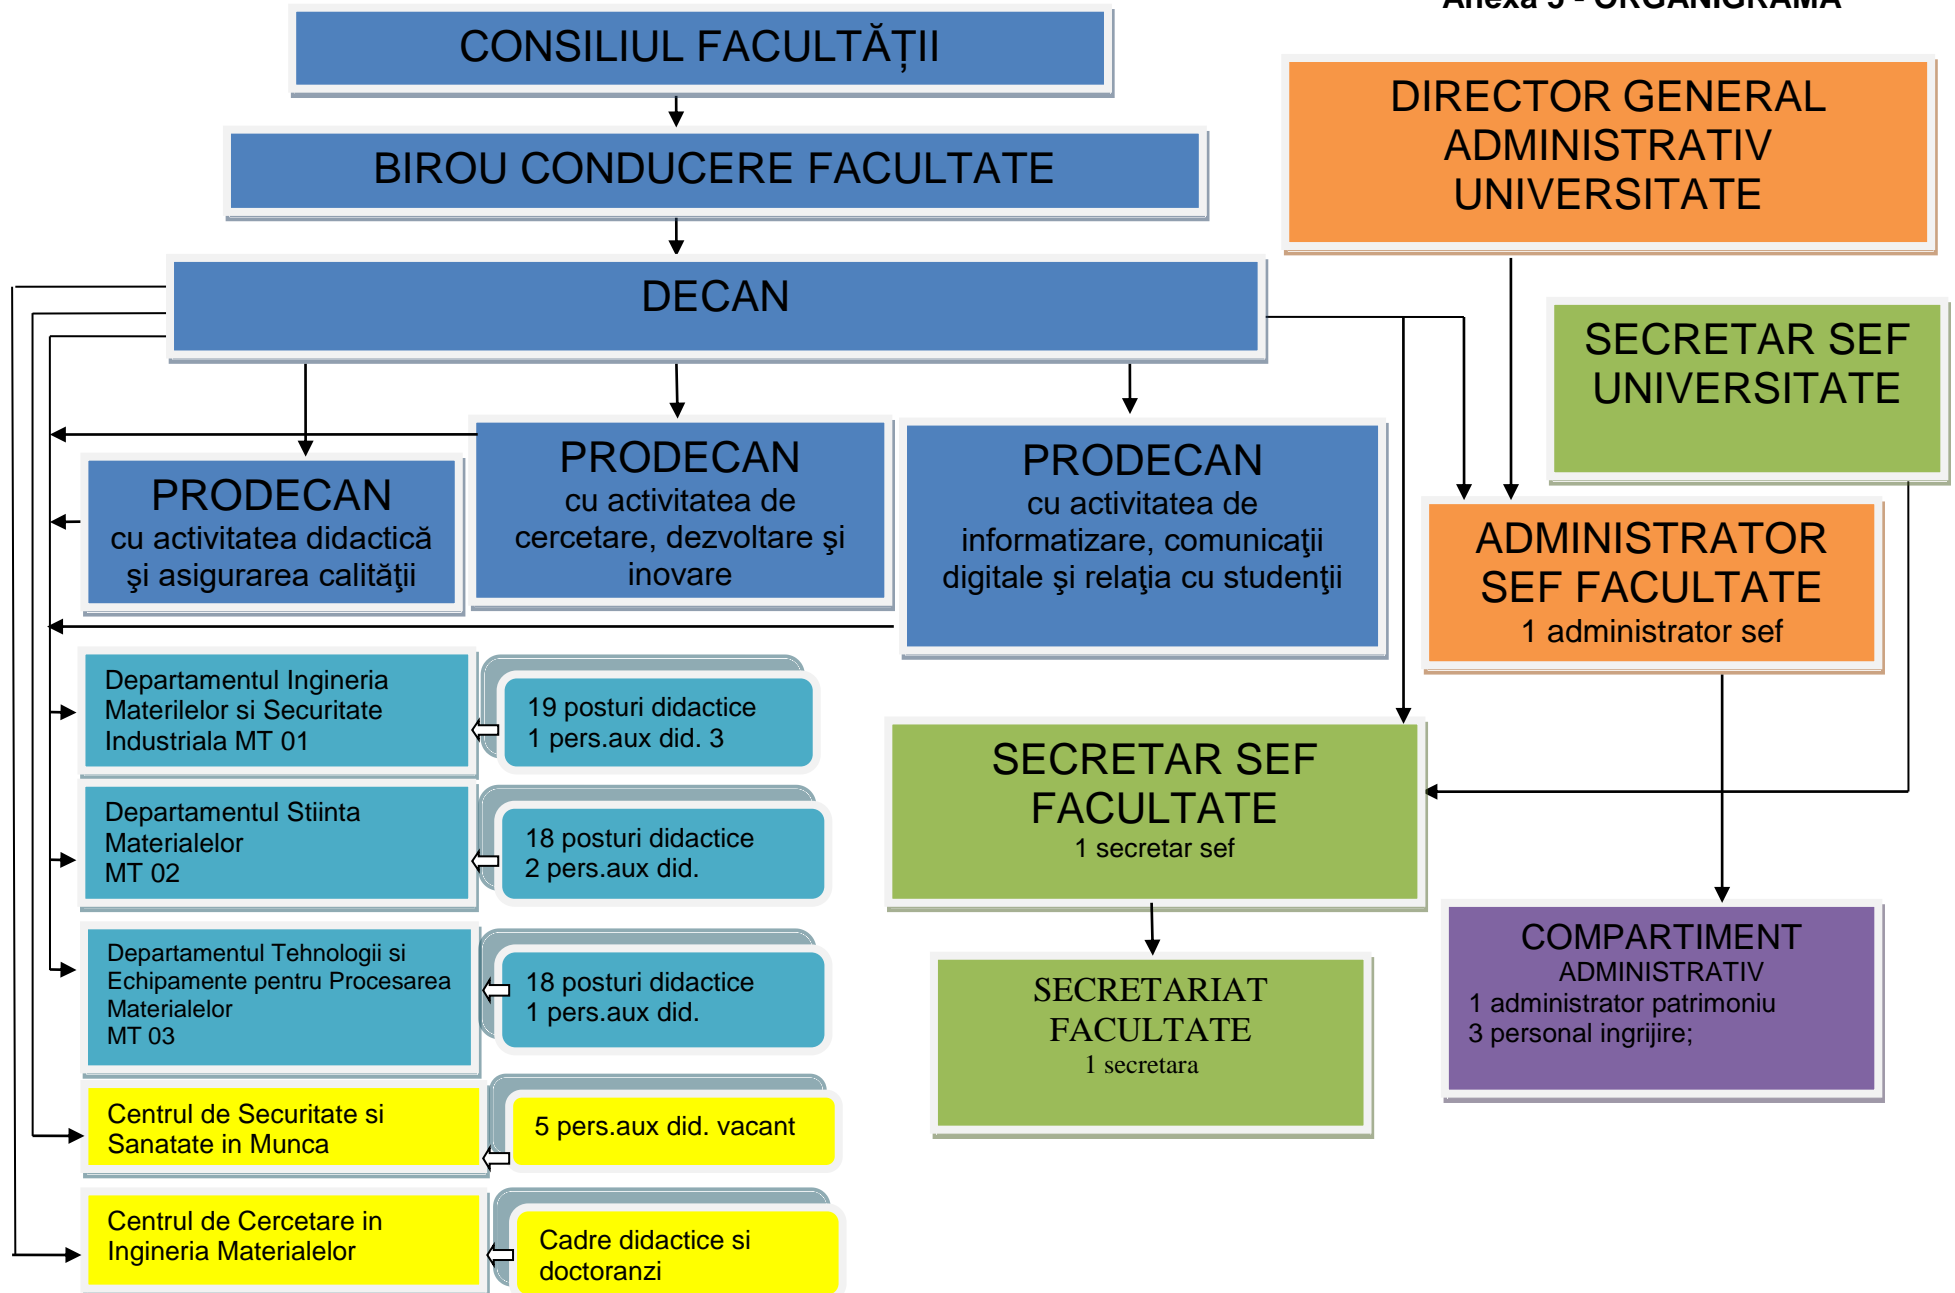 Anexa 5 - ORGANIGRAMA
CONSILIUL FACULTĂȚII
DIRECTOR GENERAL
ADMINISTRATIV
UNIVERSITATE
BIROU CONDUCERE FACULTATE
DECAN
SECRETAR SEF
UNIVERSITATE
PRODECAN
cu activitatea didactică
şi asigurarea calităţii
PRODECAN
cu activitatea de
cercetare, dezvoltare şi
inovare
PRODECAN
cu activitatea de
informatizare, comunicaţii
digitale şi relaţia cu studenţii
ADMINISTRATOR
SEF FACULTATE
1 administrator sef
Departamentul Ingineria
Materilelor si Securitate
Industriala MT 01
19 posturi didactice
1 pers.aux did. 3
SECRETAR SEF
FACULTATE
1 secretar sef
Departamentul Stiinta
Materialelor
MT 02
18 posturi didactice
2 pers.aux did.
Departamentul Tehnologii si
Echipamente pentru Procesarea
Materialelor
MT 03
18 posturi didactice
1 pers.aux did.
SECRETARIAT
FACULTATE
1 secretara
COMPARTIMENT
ADMINISTRATIV
1 administrator patrimoniu
3 personal ingrijire;
Centrul de Securitate si
Sanatate in Munca
5 pers.aux did. vacant
Centrul de Cercetare in
Ingineria Materialelor
Cadre didactice si
doctoranzi